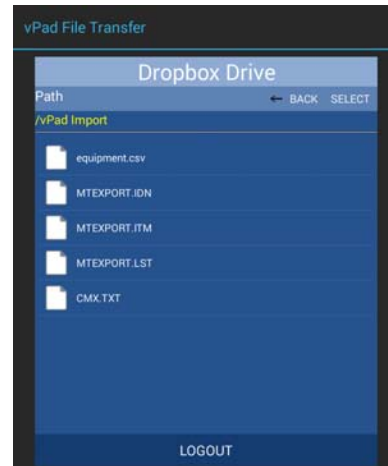 vPad File Transfer
Dropbox Drive
Path ← BACK SELECT
/vPad Import
equipment.csv
MTEXPORT.IDN
MTEXPORT.ITM
MTEXPORT.LST
CMX.TXT
LOGOUT